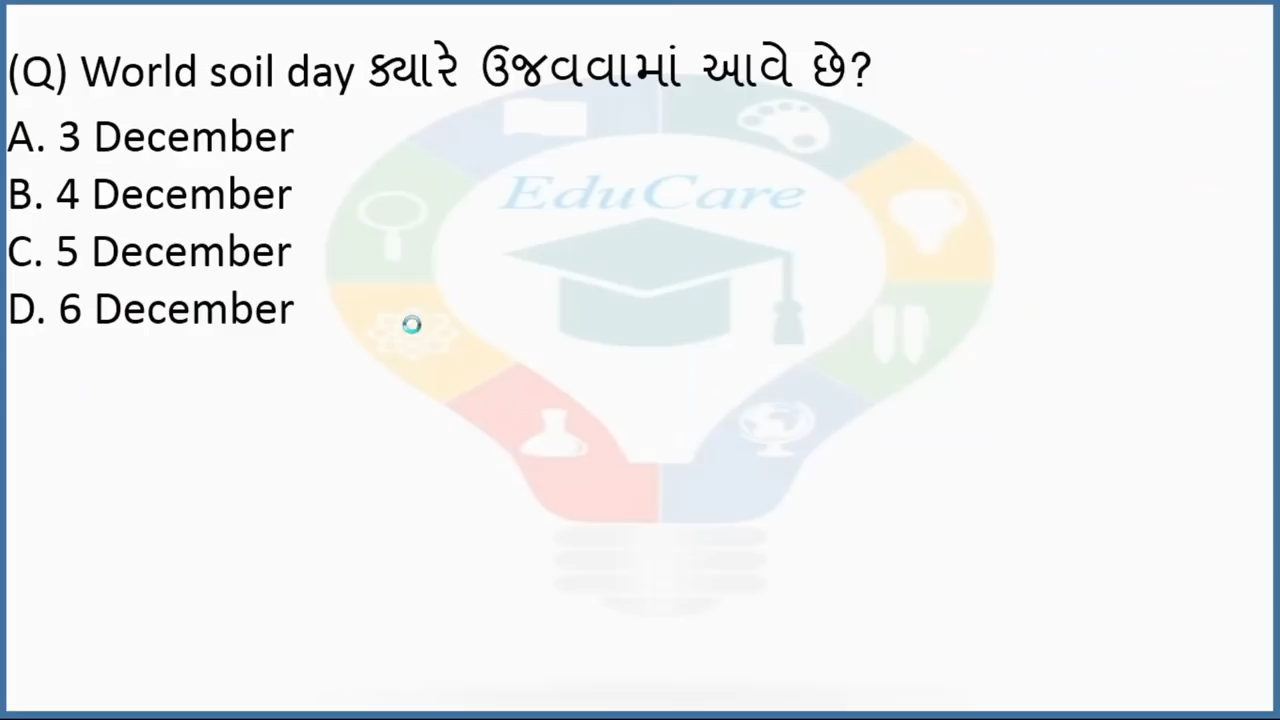 (Q) World soil day ક્યારે ઉજવવામાં આવે છે?
A. 3 December
B. 4 December
C. 5 December
D. 6 December
EduCare